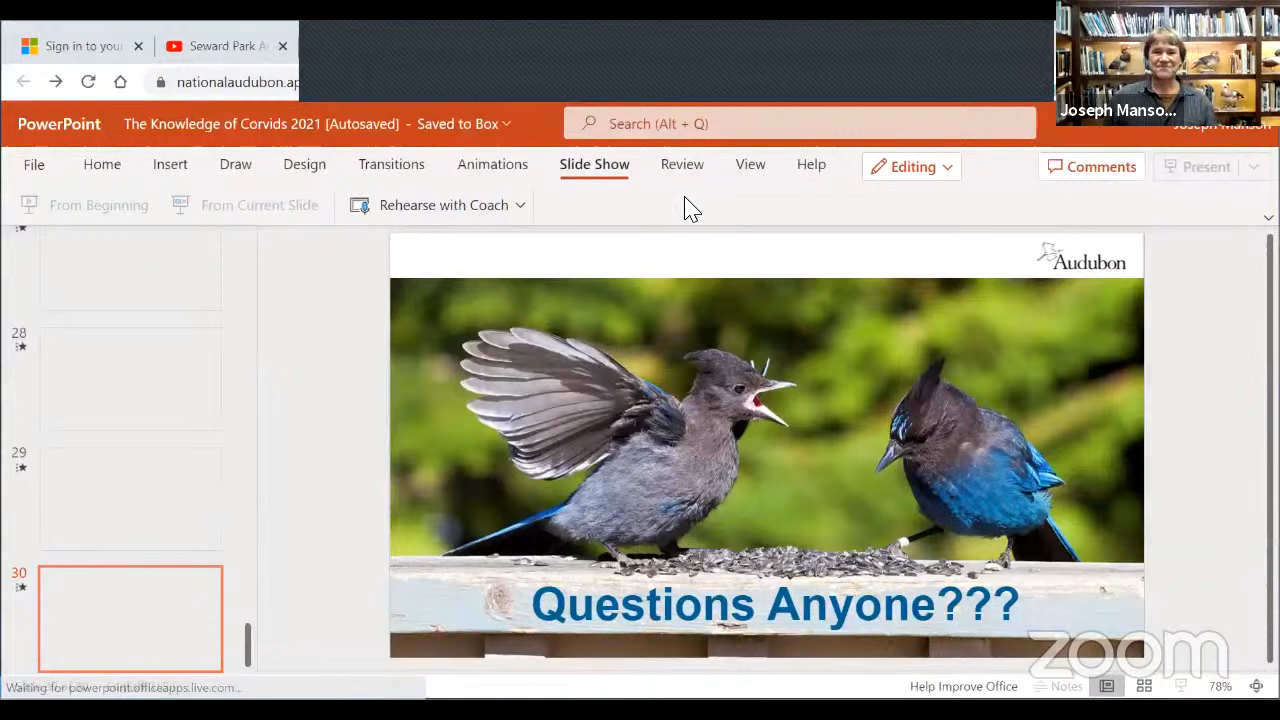 Sign in to your
Seward Park A
nationalaudubon.ap
Joseph Manso...
PowerPoint
The Knowledge of Corvids 2021 [Autosaved] - Saved to Box
Search (Alt + Q)
Joseph Manson
File
Home
Insert
Draw
Design
Transitions
Animations
Slide Show
Review
View
Help
Editing
Comments
Present
From Beginning
From Current Slide
Rehearse with Coach
Audubon
28
29
30
Questions Anyone???
zoom
Waiting for powerpoint.officeapps.live.com...
Help Improve Office
Notes
78%